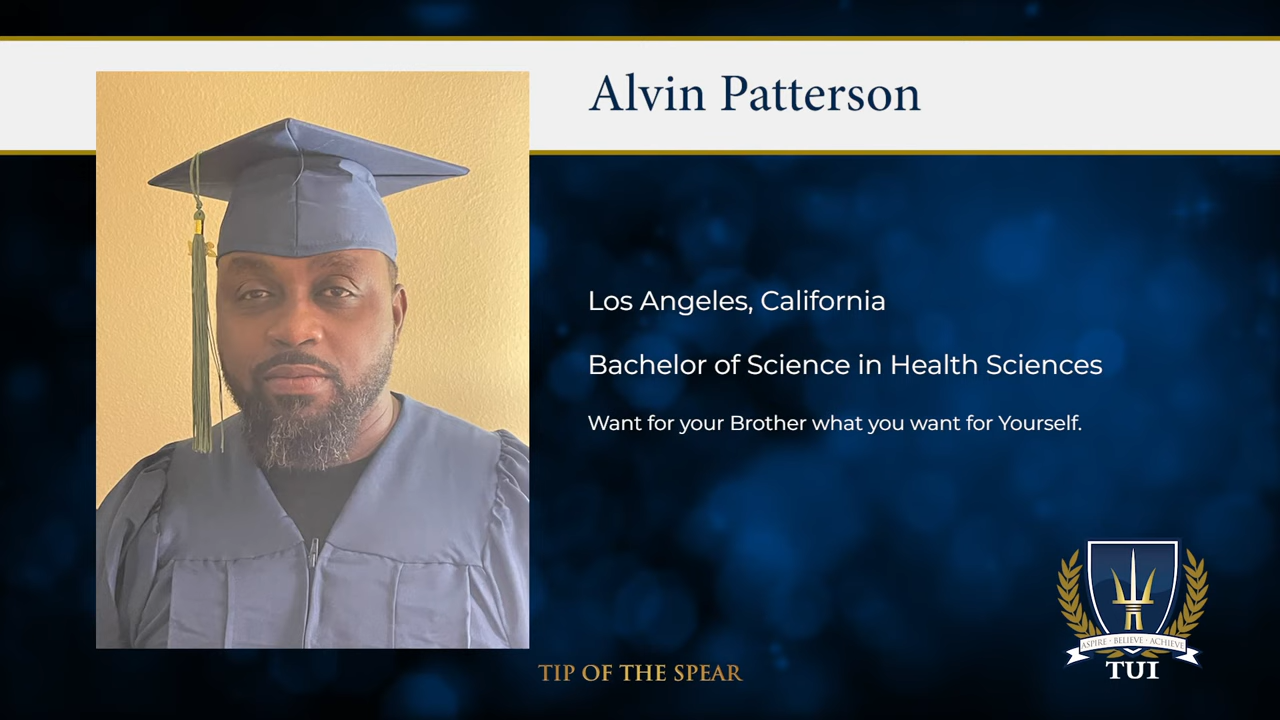 Alvin Patterson
Los Angeles, California
Bachelor of Science in Health Sciences
Want for your Brother what you want for Yourself.
ASPIRE · BELIEVE · ACHIEVE
TUI
TIP OF THE SPEAR